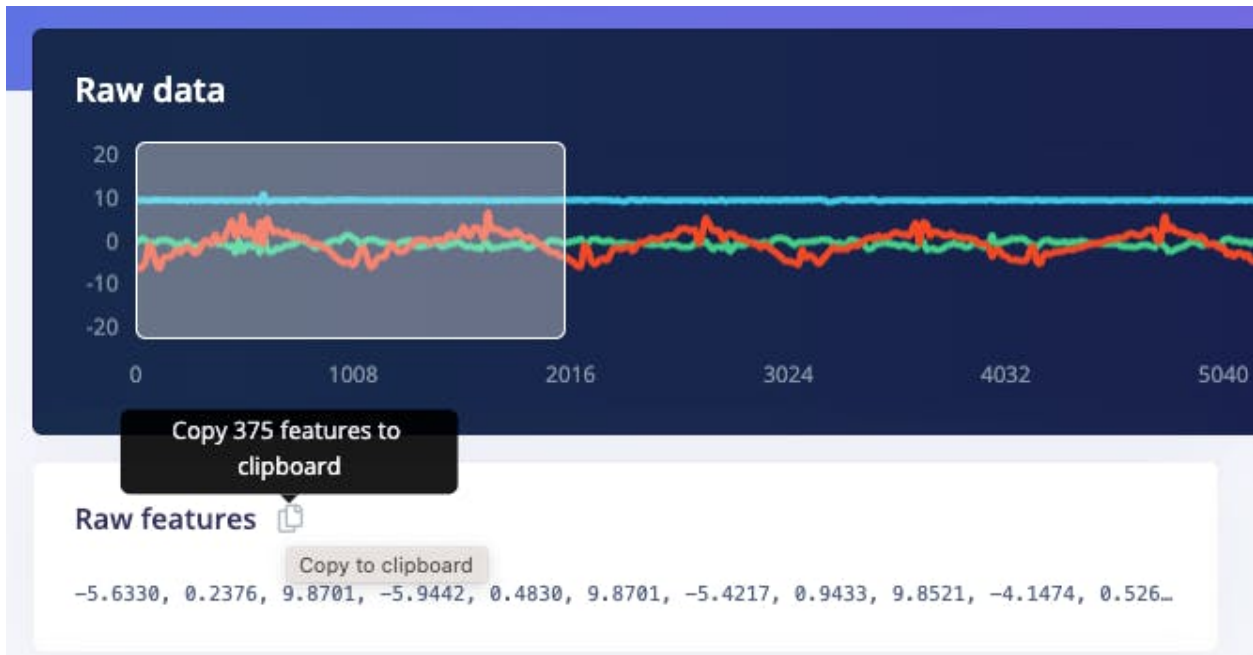 Raw data
20
10
0
-10
-20
0 1008 2016 3024 4032 5040
Copy 375 features to
clipboard
Raw features
Copy to clipboard
-5.6330, 0.2376, 9.8701, -5.9442, 0.4830, 9.8701, -5.4217, 0.9433, 9.8521, -4.1474, 0.526…